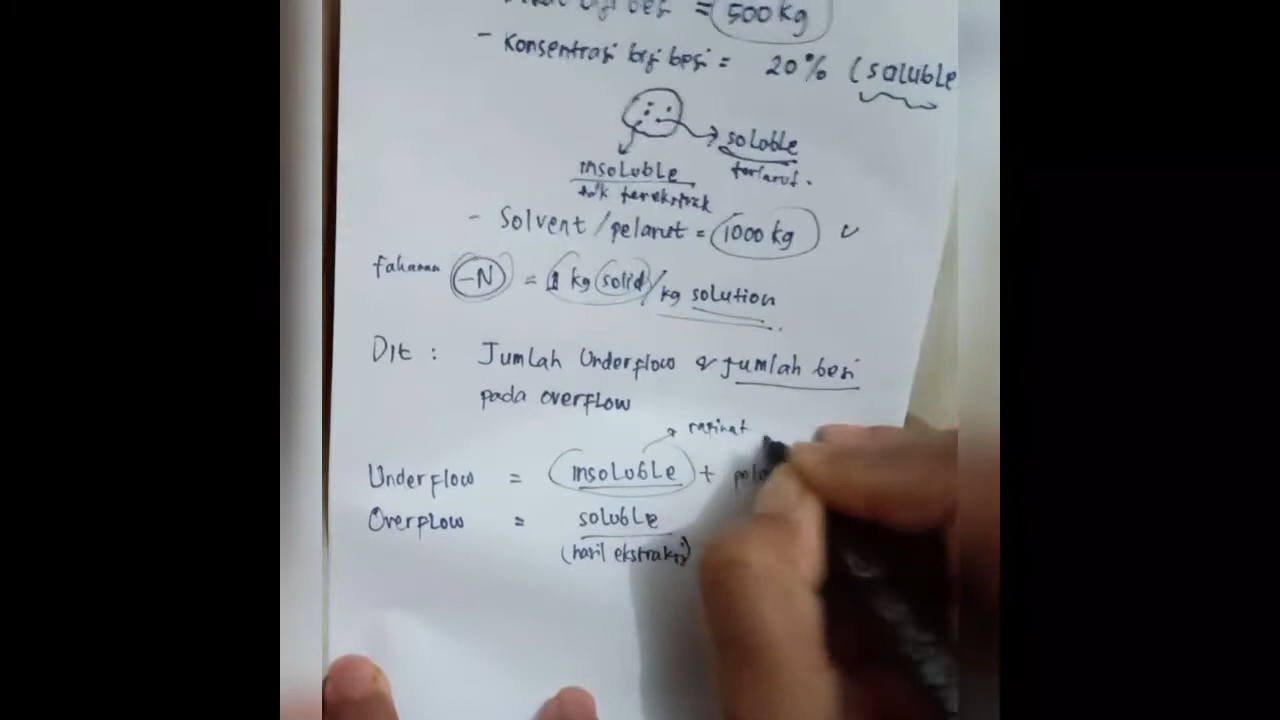 = 500 kg
- Konsentrasi biji besi = 20% (soluble
soluble
terlarut.
insoluble
tdk terekstrak
- Solvent/pelarut = 1000 kg
-N = 1 kg solid/kg solution
Dit : Jumlah Underflow & jumlah besi
pada overflow
rafinat
Underflow = insoluble +
Overflow = soluble
(hasil ekstraksi)